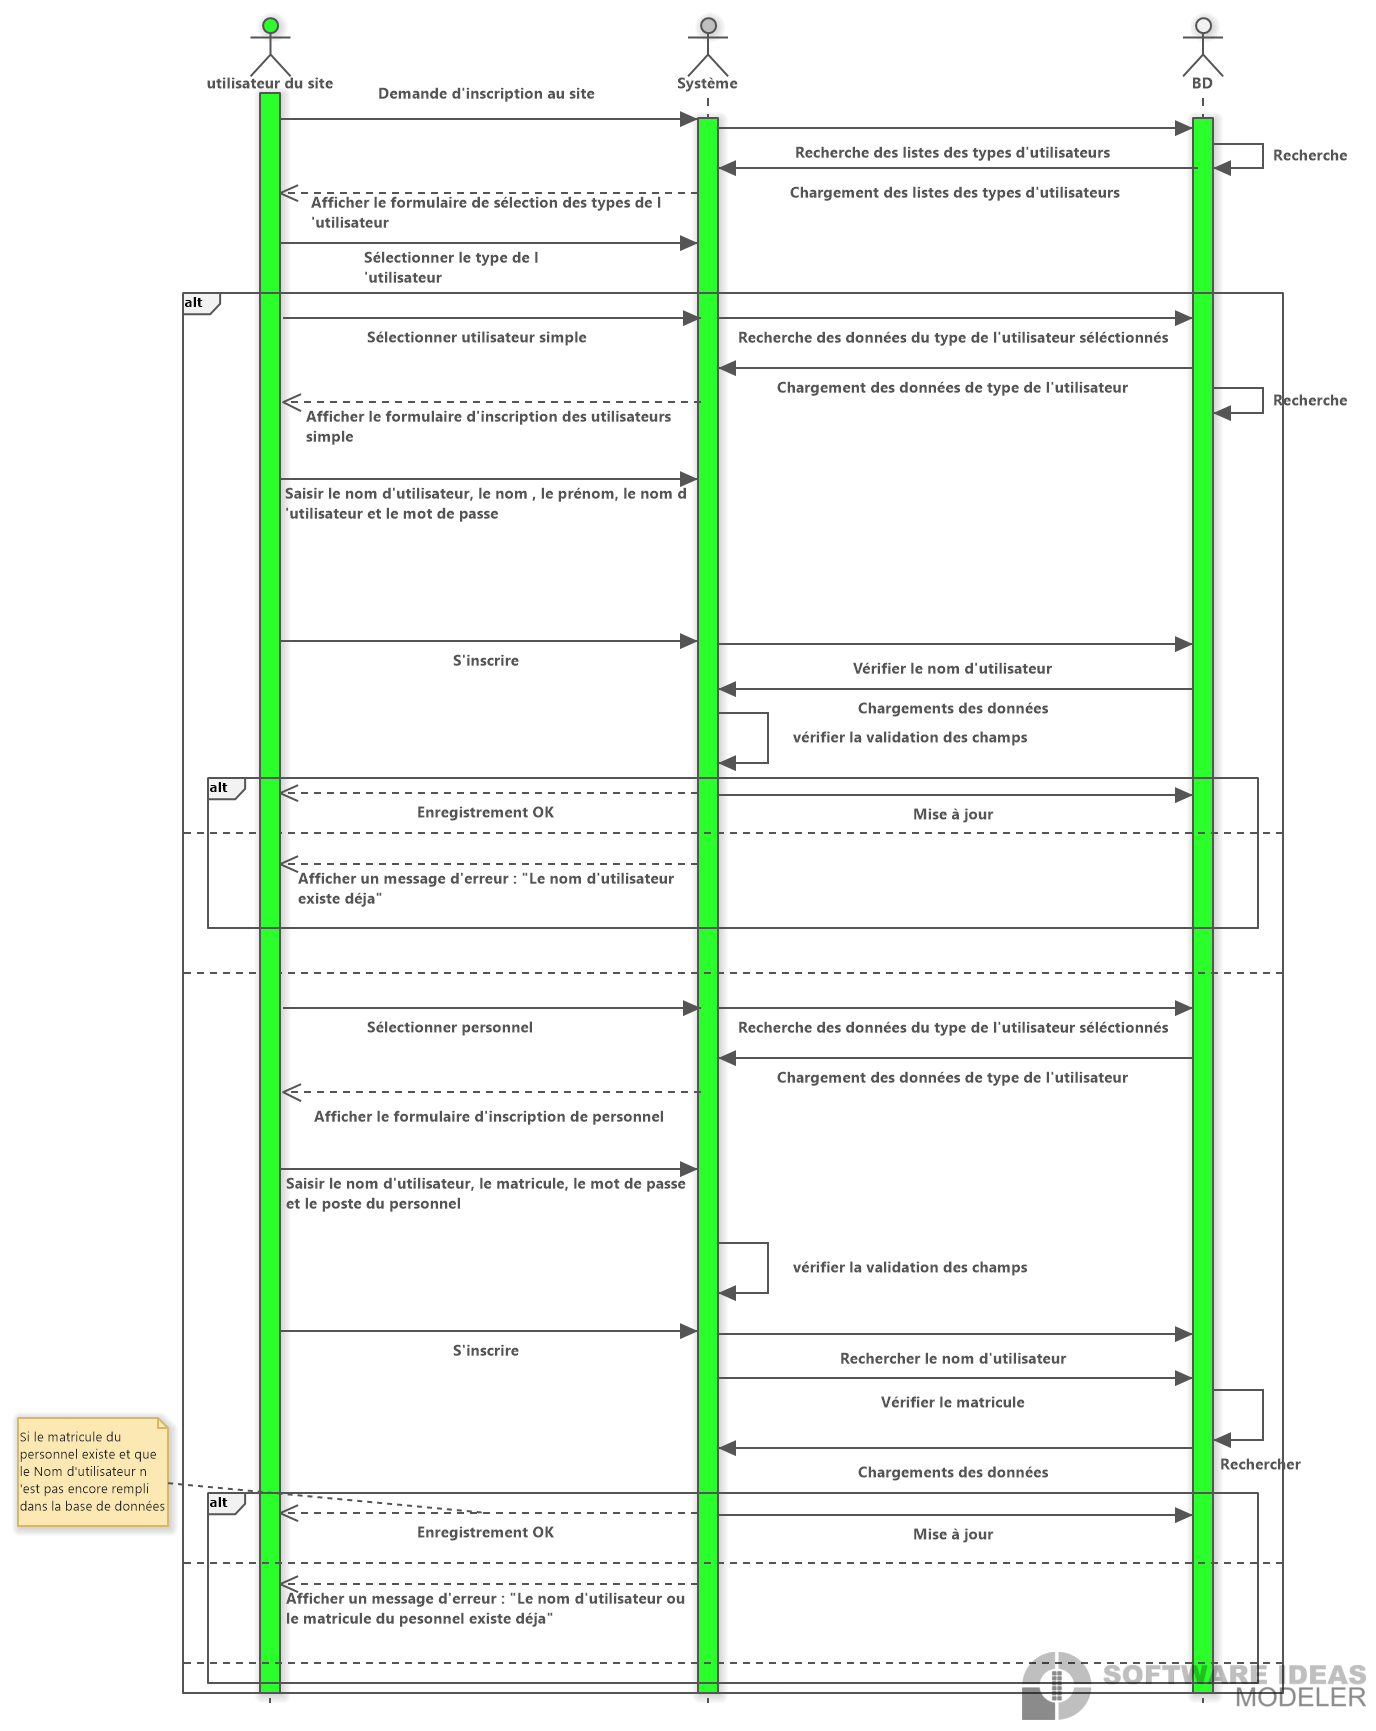 utilisateur du site
Système
BD
Demande d'inscription au site
Recherche des listes des types d'utilisateurs
Recherche
Chargement des listes des types d'utilisateurs
Afficher le formulaire de sélection des types de l
'utilisateur
Sélectionner le type de l
'utilisateur
alt
Sélectionner utilisateur simple
Recherche des données du type de l'utilisateur séléctionnés
Chargement des données de type de l'utilisateur
Recherche
Afficher le formulaire d'inscription des utilisateurs
simple
Saisir le nom d'utilisateur, le nom , le prénom, le nom d
'utilisateur et le mot de passe
S'inscrire
Vérifier le nom d'utilisateur
Chargements des données
vérifier la validation des champs
alt
Enregistrement OK
Mise à jour
Afficher un message d'erreur : "Le nom d'utilisateur
existe déja"
Sélectionner personnel
Recherche des données du type de l'utilisateur séléctionnés
Chargement des données de type de l'utilisateur
Afficher le formulaire d'inscription de personnel
Saisir le nom d'utilisateur, le matricule, le mot de passe
et le poste du personnel
vérifier la validation des champs
S'inscrire
Rechercher le nom d'utilisateur
Vérifier le matricule
Rechercher
Chargements des données
Si le matricule du
personnel existe et que
le Nom d'utilisateur n
'est pas encore rempli
dans la base de données
alt
Enregistrement OK
Mise à jour
Afficher un message d'erreur : "Le nom d'utilisateur ou
le matricule du pesonnel existe déja"
SOFTWARE IDEAS
MODELER